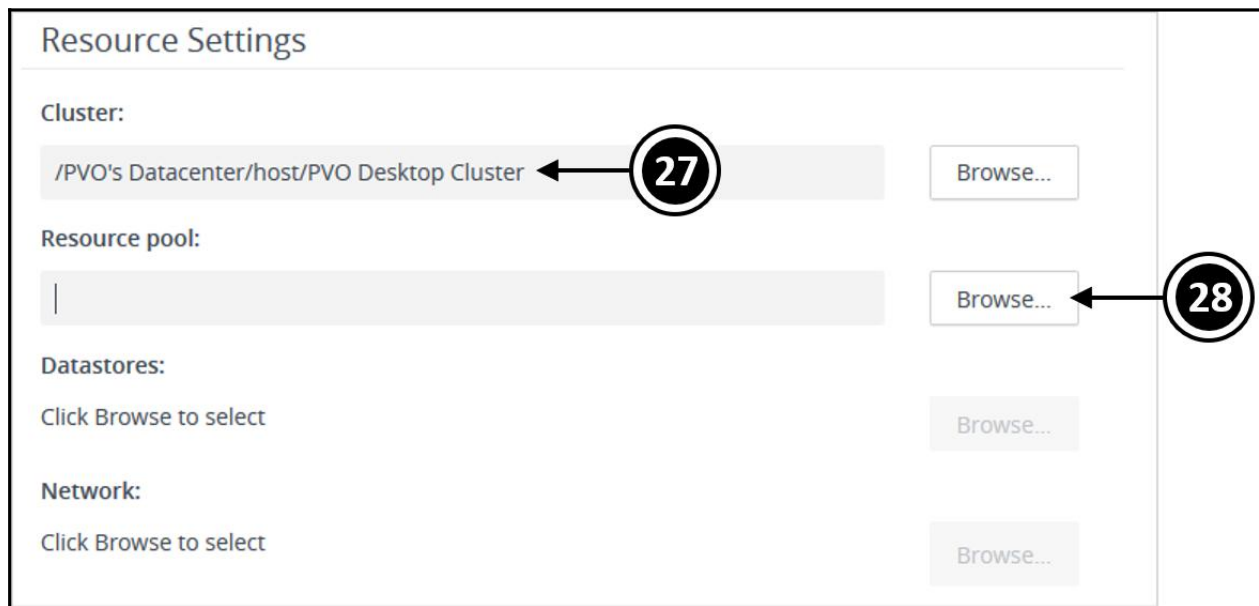 Resource Settings
Cluster:
/PVO's Datacenter/host/PVO Desktop Cluster 27 Browse...
Resource pool:
Browse... 28
Datastores:
Click Browse to select Browse...
Network:
Click Browse to select Browse...